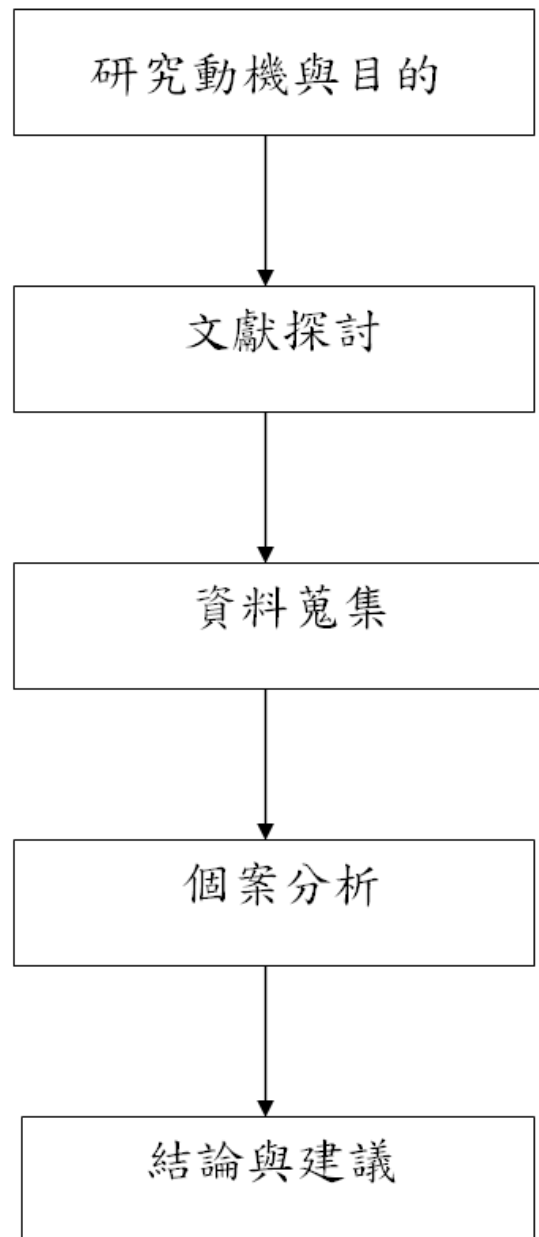 研究動機與目的
文獻探討
資料蒐集
個案分析
結論與建議